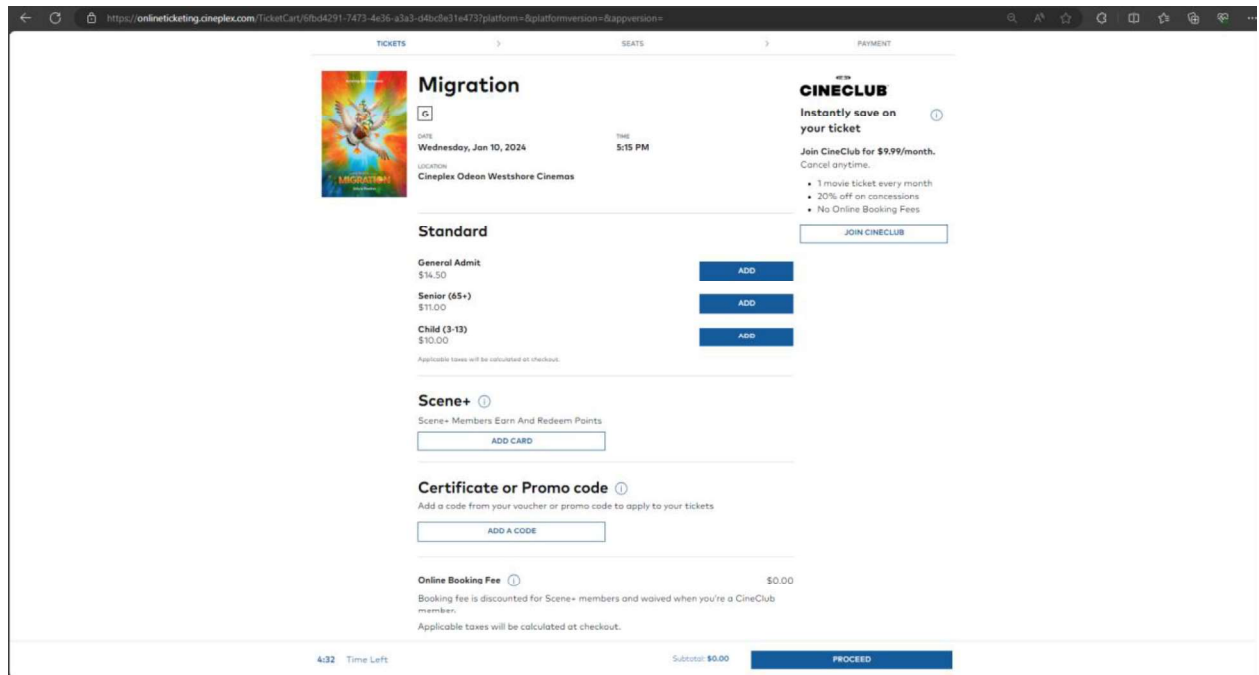 https://onlineticketing.cineplex.com/TicketCart/6fbd4291-7473-4e36-a3a3-d4bc8e31e473?platform=&platformversion=&appversion=
TICKETS > SEATS > PAYMENT
MIGRATION
Migration
G
DATE
Wednesday, Jan 10, 2024
TIME
5:15 PM
LOCATION
Cineplex Odeon Westshore Cinemas
Standard
General Admit
$14.50
ADD
Senior (65+)
$11.00
ADD
Child (3-13)
$10.00
ADD
Applicable taxes will be calculated at checkout.
Scene+
Scene+ Members Earn And Redeem Points
ADD CARD
Certificate or Promo code
Add a code from your voucher or promo code to apply to your tickets
ADD A CODE
Online Booking Fee
$0.00
Booking fee is discounted for Scene+ members and waived when you're a CineClub
member.
Applicable taxes will be calculated at checkout.
CINECLUB
Instantly save on
your ticket
Join CineClub for $9.99/month.
Cancel anytime.
• 1 movie ticket every month
• 20% off on concessions
• No Online Booking Fees
JOIN CINECLUB
4:32 Time Left
Subtotal: $0.00
PROCEED